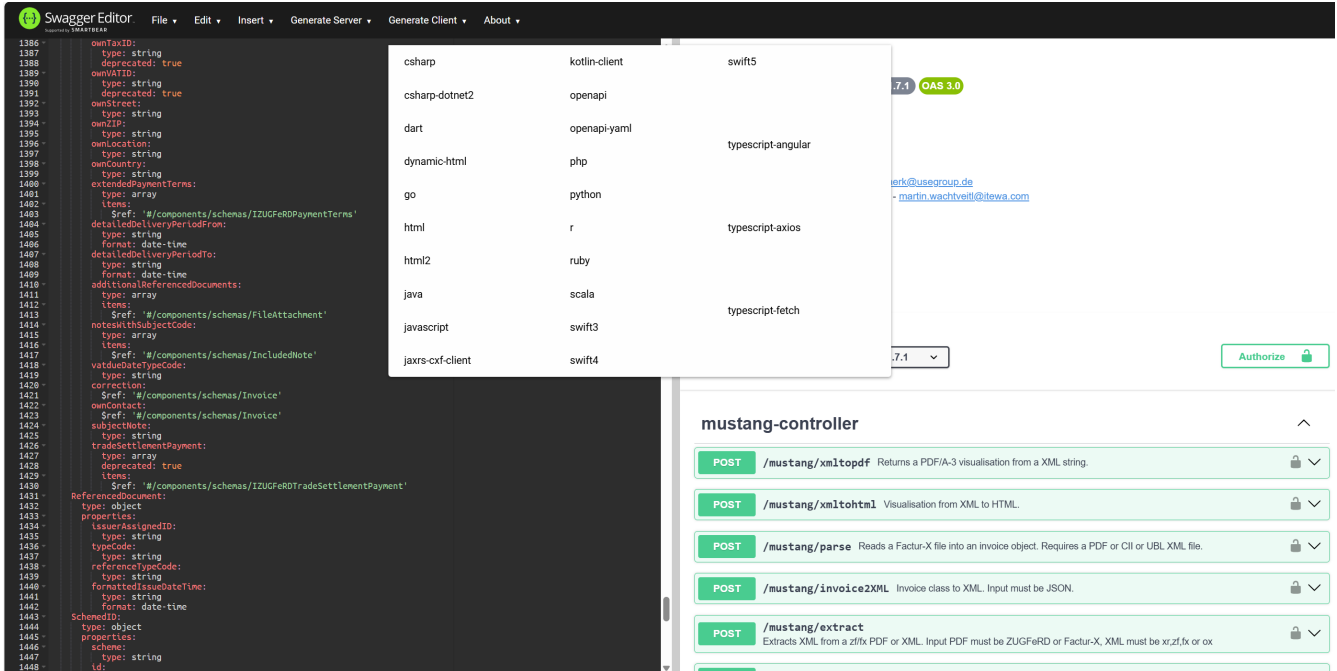 Swagger Editor.
Supported by SMARTBEAR
File Edit Insert Generate Server Generate Client About
1386 ownTaxID:
1387 type: string
1388 deprecated: true
1389 ownVATID:
1390 type: string
1391 deprecated: true
1392 ownStreet:
1393 type: string
1394 ownZIP:
1395 type: string
1396 ownLocation:
1397 type: string
1398 ownCountry:
1399 type: string
1400 extendedPaymentTerms:
1401 type: array
1402 items:
1403 $ref: '#/components/schemas/IZUGFeRDPaymentTerms'
1404 detailedDeliveryPeriodFrom:
1405 type: string
1406 format: date-time
1407 detailedDeliveryPeriodTo:
1408 type: string
1409 format: date-time
1410 additionalReferencedDocuments:
1411 type: array
1412 items:
1413 $ref: '#/components/schemas/FileAttachment'
1414 notesWithSubjectCode:
1415 type: array
1416 items:
1417 $ref: '#/components/schemas/IncludedNote'
1418 vatdueDateTypeCode:
1419 type: string
1420 correction:
1421 $ref: '#/components/schemas/Invoice'
1422 ownContact:
1423 $ref: '#/components/schemas/Invoice'
1424 subjectNote:
1425 type: string
1426 tradeSettlementPayment:
1427 type: array
1428 deprecated: true
1429 items:
1430 $ref: '#/components/schemas/IZUGFeRDTradeSettlementPayment'
1431 ReferencedDocument:
1432 type: object
1433 properties:
1434 issuerAssignedID:
1435 type: string
1436 typeCode:
1437 type: string
1438 referenceTypeCode:
1439 type: string
1440 formattedIssueDateTime:
1441 type: string
1442 format: date-time
1443 SchemedID:
1444 type: object
1445 properties:
1446 scheme:
1447 type: string
1448 id:
csharp
csharp-dotnet2
dart
dynamic-html
go
html
html2
java
javascript
jaxrs-cxf-client
kotlin-client
openapi
openapi-yaml
php
python
r
ruby
scala
swift3
swift4
swift5
typescript-angular
typescript-axios
typescript-fetch
.7.1 OAS 3.0
erk@usegroup.de
- martin.wachtveitl@itewa.com
.7.1
Authorize
mustang-controller
POST /mustang/xmltopdf Returns a PDF/A-3 visualisation from a XML string.
POST /mustang/xmltohtml Visualisation from XML to HTML.
POST /mustang/parse Reads a Factur-X file into an invoice object. Requires a PDF or CII or UBL XML file.
POST /mustang/invoice2XML Invoice class to XML. Input must be JSON.
POST /mustang/extract
Extracts XML from a zf/fx PDF or XML. Input PDF must be ZUGFeRD or Factur-X, XML must be xr,zf,fx or ox